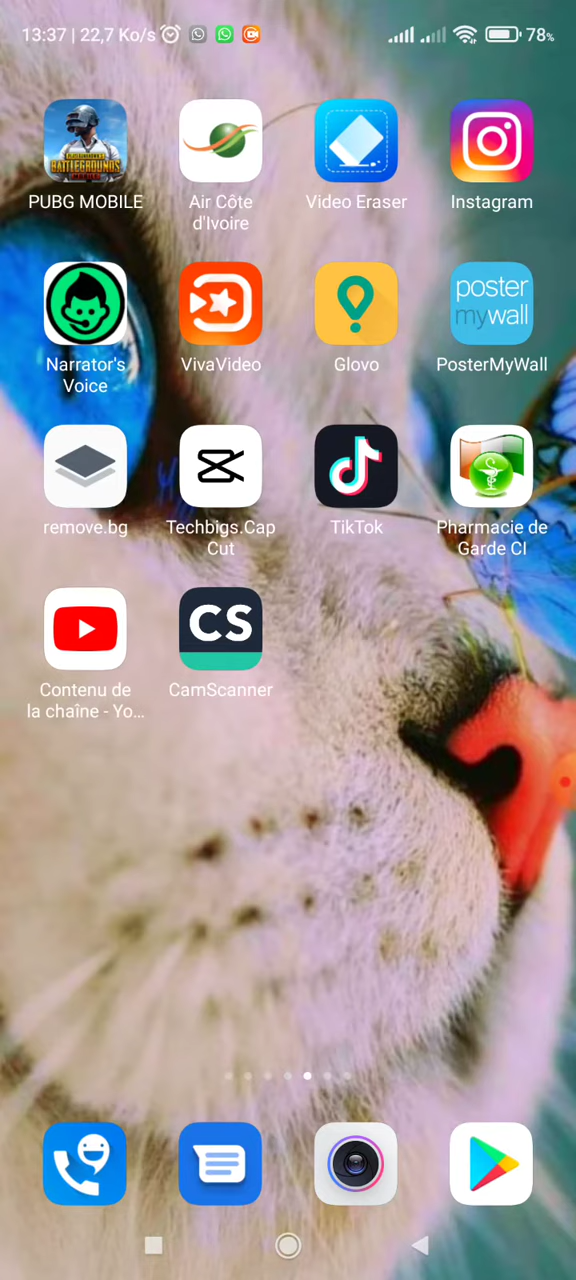 13:37 | 22,7 Ko/s
78%
PUBG MOBILE
Air Côte
d'Ivoire
Video Eraser
Instagram
BATTLEGROUNDS
Narrator's
Voice
VivaVideo
Glovo
poster
mywall
PosterMyWall
remove.bg
Techbigs.Cap
Cut
TikTok
Pharmacie de
Garde CI
Contenu de
la chaîne - Yo...
CS
CamScanner